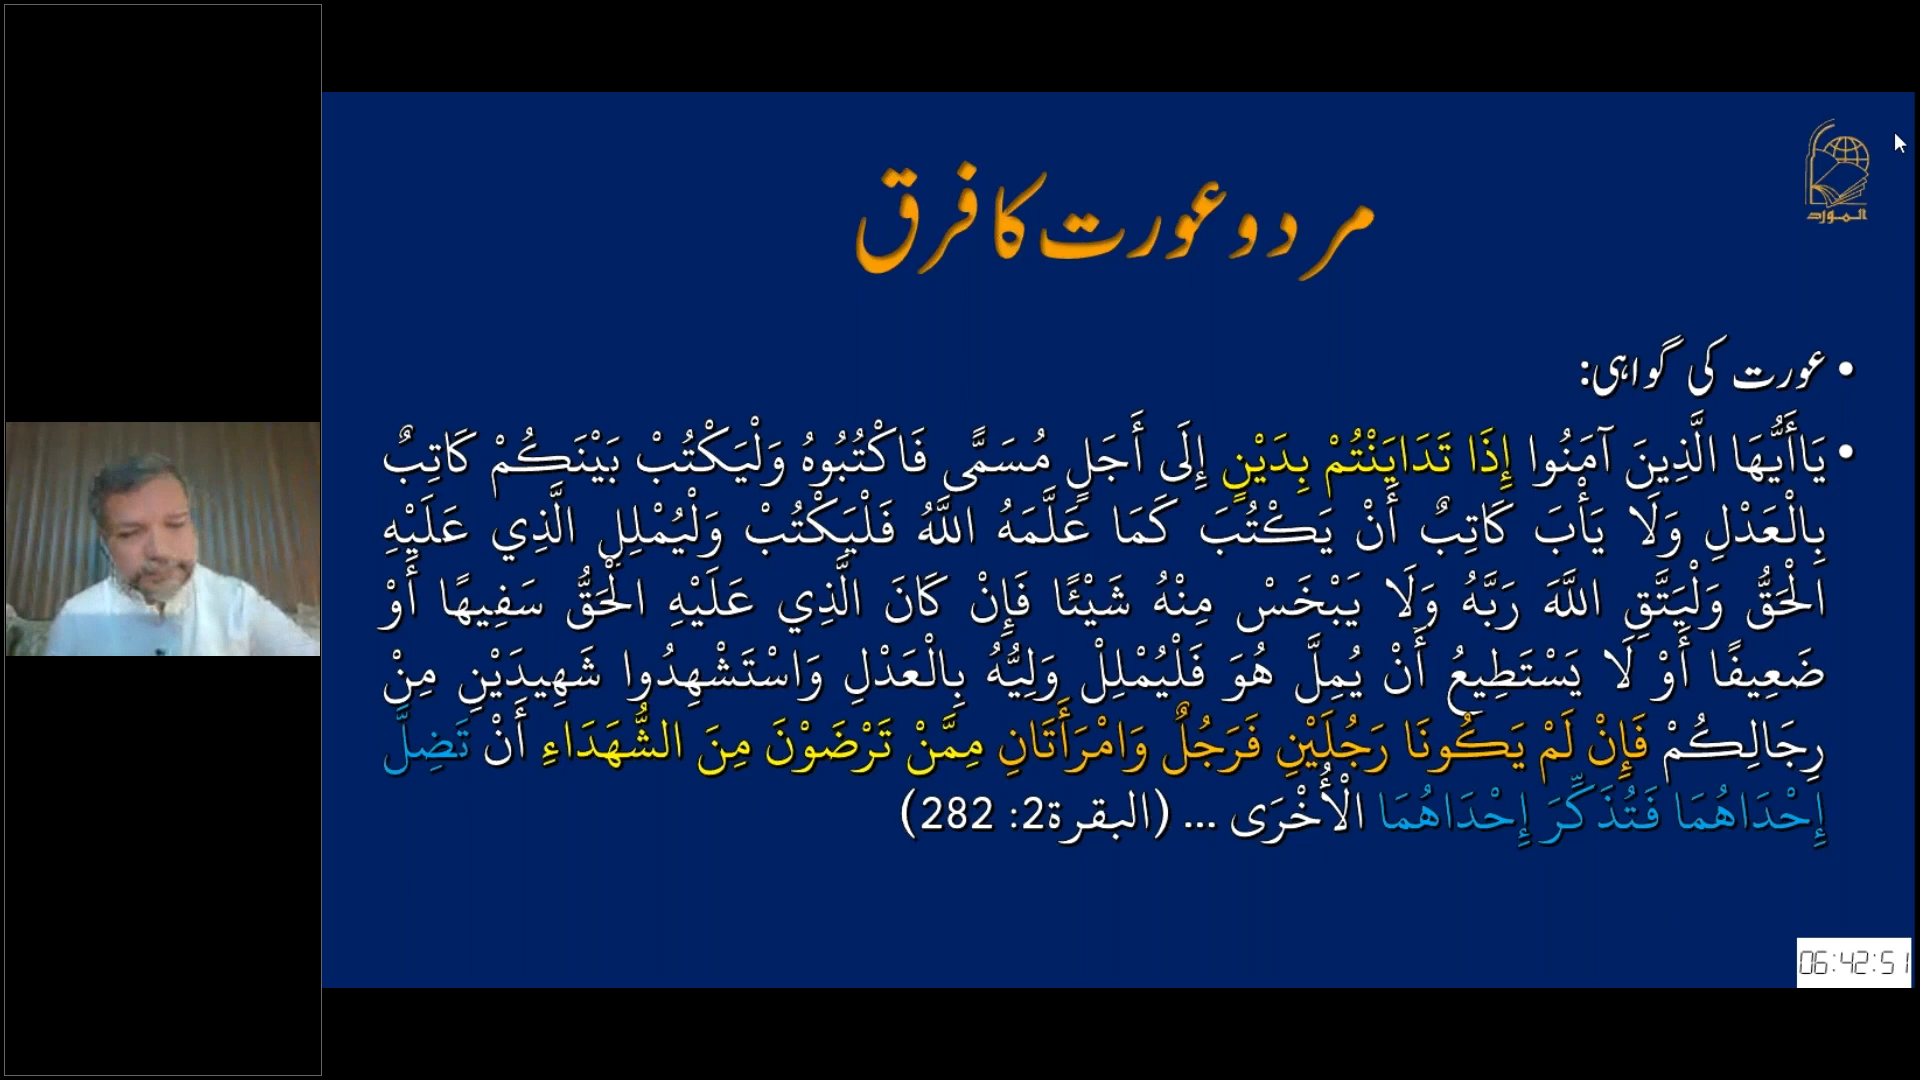 المورد
مرد و عورت کا فرق
• عورت کی گواہی:
• يَاأَيُّهَا الَّذِينَ آمَنُوا إِذَا تَدَايَنْتُمْ بِدَيْنٍ إِلَى أَجَلٍ مُسَمًّى فَاكْتُبُوهُ وَلْيَكْتُبْ بَيْنَكُمْ كَاتِبٌ
بِالْعَدْلِ وَلَا يَأْبَ كَاتِبٌ أَنْ يَكْتُبَ كَمَا عَلَّمَهُ اللَّهُ فَلْيَكْتُبْ وَلْيُمْلِلِ الَّذِي عَلَيْهِ
الْحَقُّ وَلْيَتَّقِ اللَّهَ رَبَّهُ وَلَا يَبْخَسْ مِنْهُ شَيْئًا فَإِنْ كَانَ الَّذِي عَلَيْهِ الْحَقُّ سَفِيهًا أَوْ
ضَعِيفًا أَوْ لَا يَسْتَطِيعُ أَنْ يُمِلَّ هُوَ فَلْيُمْلِلْ وَلِيُّهُ بِالْعَدْلِ وَاسْتَشْهِدُوا شَهِيدَيْنِ مِنْ
رِجَالِكُمْ فَإِنْ لَمْ يَكُونَا رَجُلَيْنِ فَرَجُلٌ وَامْرَأَتَانِ مِمَّنْ تَرْضَوْنَ مِنَ الشُّهَدَاءِ أَنْ تَضِلَّ
إِحْدَاهُمَا فَتُذَكِّرَ إِحْدَاهُمَا الْأُخْرَى ... (البقرة2: 282)
06:42:51